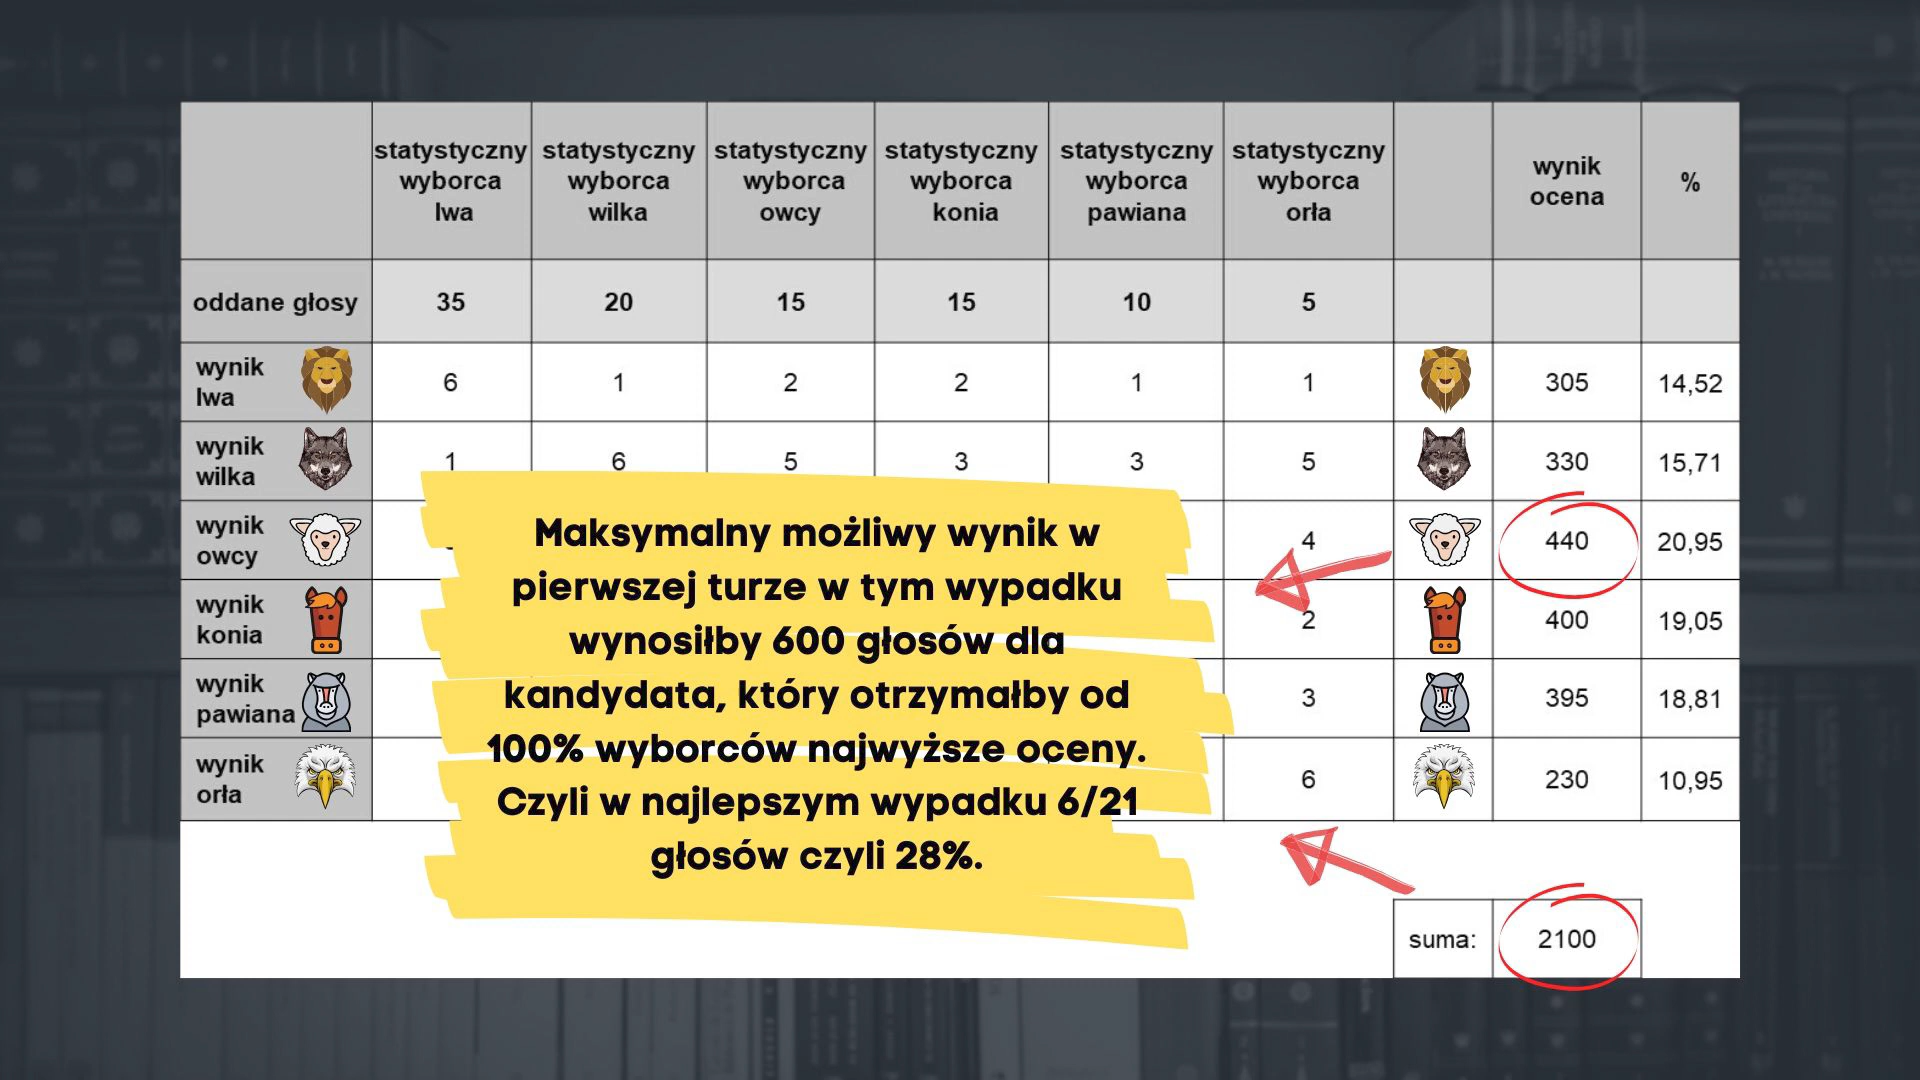 statystyczny wyborca lwa
statystyczny wyborca wilka
statystyczny wyborca owcy
statystyczny wyborca konia
statystyczny wyborca pawiana
statystyczny wyborca orła
wynik ocena
%
oddane głosy 35 20 15 15 10 5
wynik lwa 6 1 2 2 1 1 305 14,52
wynik wilka 1 6 5 3 3 5 330 15,71
wynik owcy 4 440 20,95
wynik konia 2 400 19,05
wynik pawiana 3 395 18,81
wynik orła 6 230 10,95
Maksymalny możliwy wynik w
pierwszej turze w tym wypadku
wynosiłby 600 głosów dla
kandydata, który otrzymałby od
100% wyborców najwyższe oceny.
Czyli w najlepszym wypadku 6/21
głosów czyli 28%.
suma: 2100